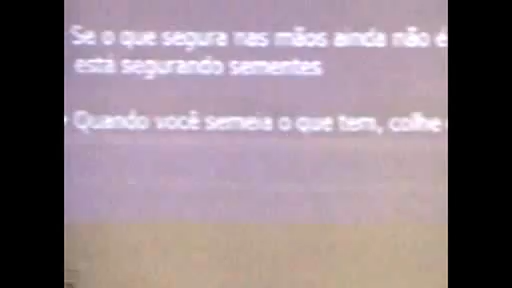 Se o que segura nas mãos ainda não é
está segurando sementes
Quando você semeia o que tem, colhe